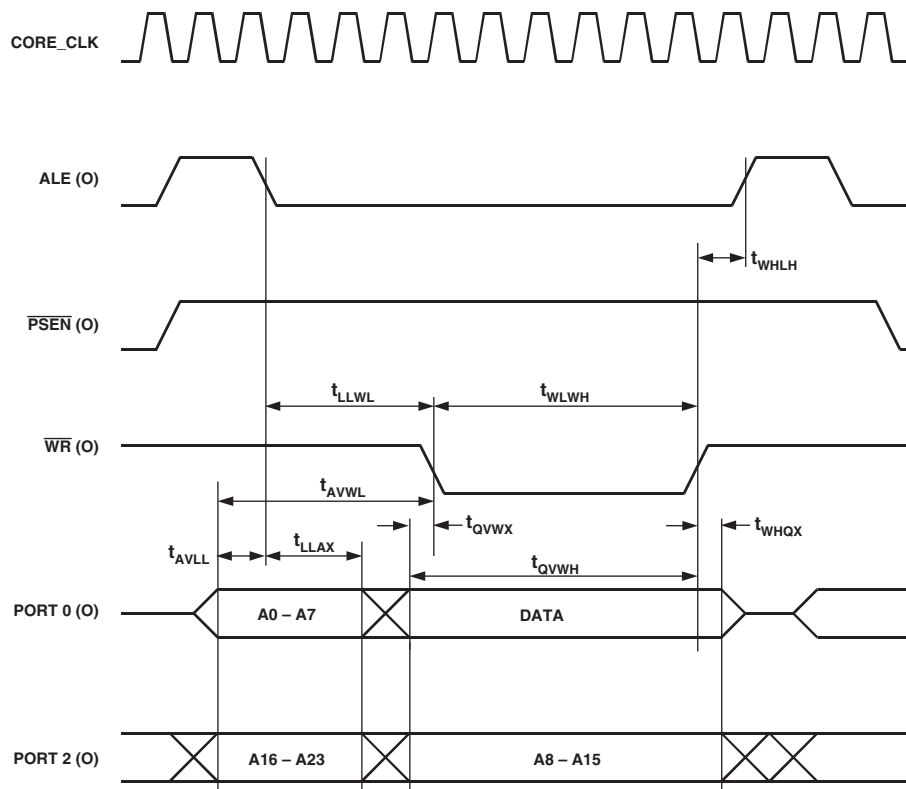 CORE_CLK
ALE (O)
t_WHLH
PSEN (O)
t_LLWL
t_WLWH
WR (O)
t_AVWL
t_QVWX
t_WHQX
t_AVLL
t_LLAX
t_QVWH
PORT 0 (O)
A0 – A7
DATA
PORT 2 (O)
A16 – A23
A8 – A15